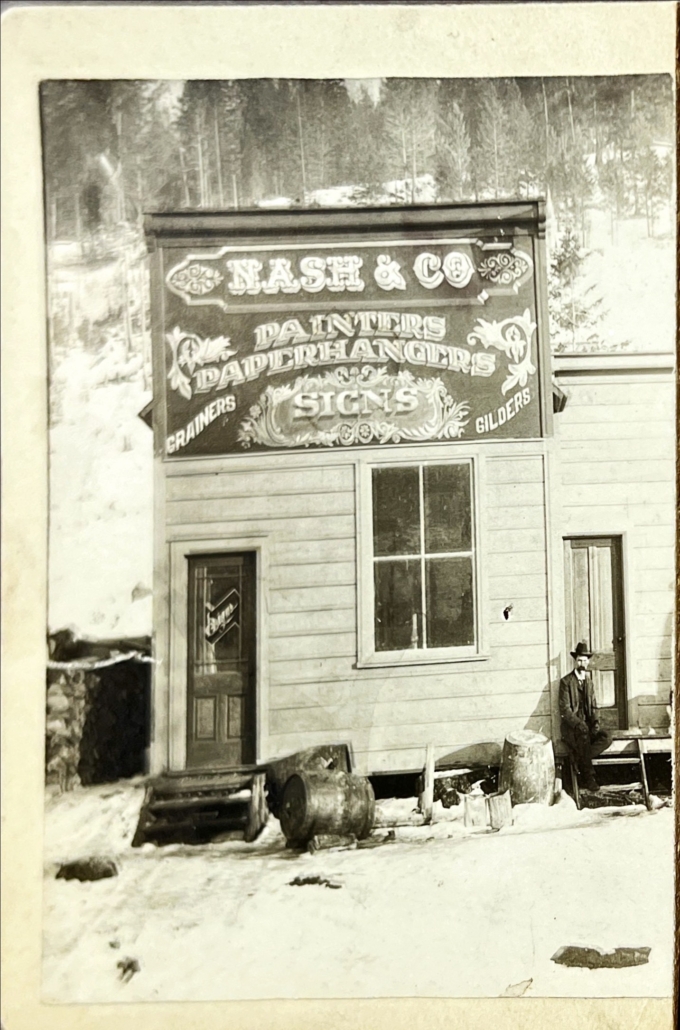 NASH & CO
PAINTERS
PAPERHANGERS
SIGNS
GRAINERS
GILDERS